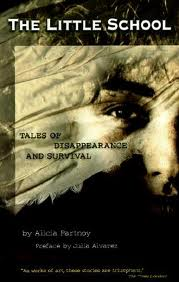 THE LITTLE SCHOOL
TALES OF
DISAPPEARANCE
AND SURVIVAL
by Alicia Partnoy
Preface by Julia Alvarez
"As works of art, these stories are triumphant."